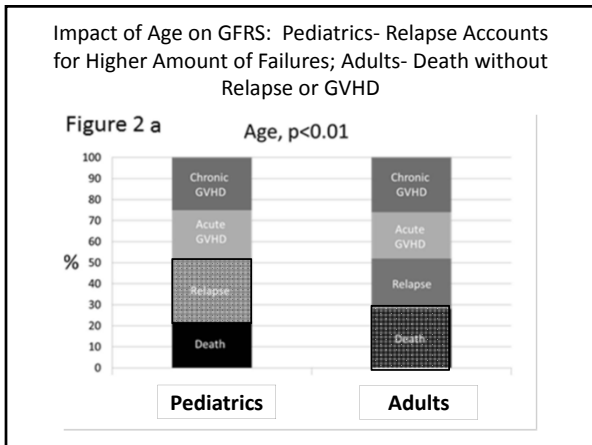 Impact of Age on GFRS: Pediatrics- Relapse Accounts
for Higher Amount of Failures; Adults- Death without
Relapse or GVHD
Figure 2 a
Age, p<0.01
100
90
80
70
60
50
40
30
20
10
0
%
Chronic
GVHD
Acute
GVHD
Relapse
Death
Chronic
GVHD
Acute
GVHD
Relapse
Death
Pediatrics
Adults